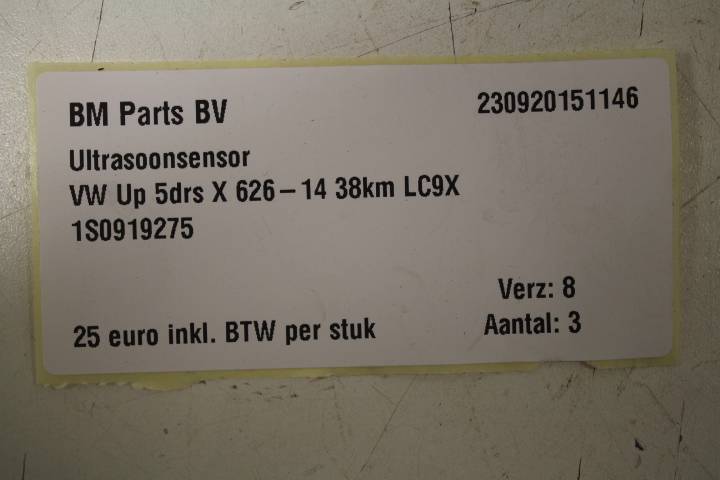 BM Parts BV 230920151146
Ultrasoonsensor
VW Up 5drs X 626-14 38km LC9X
1S0919275
Verz: 8
25 euro inkl. BTW per stuk Aantal: 3